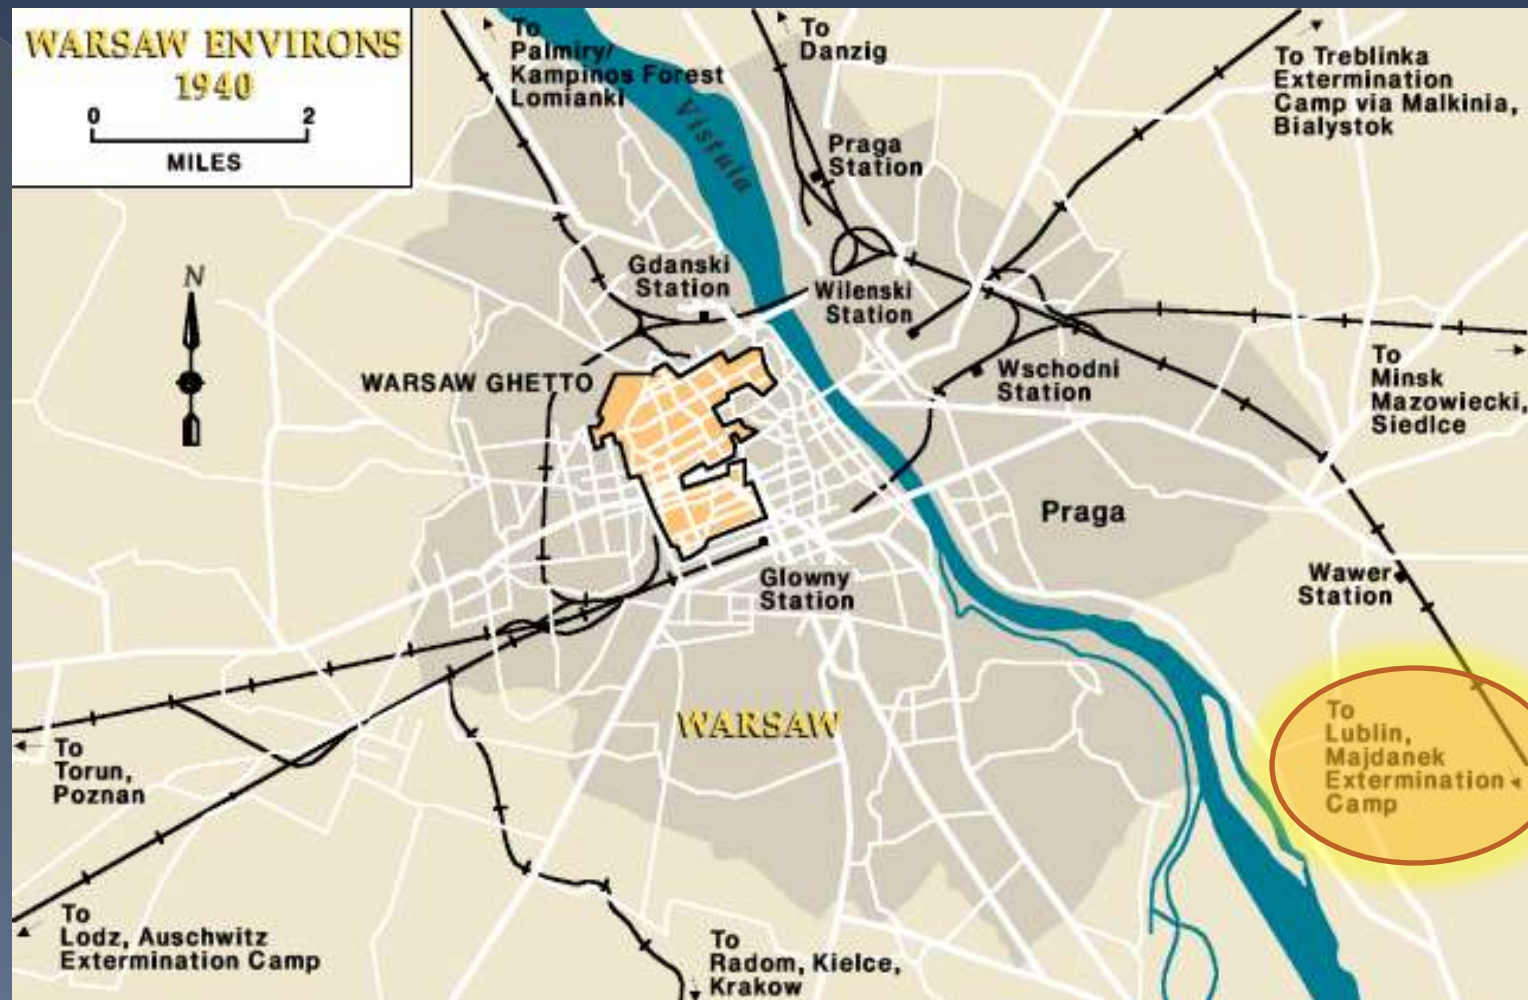 WARSAW ENVIRONS
1940
0 2
MILES
To
Palmiry/
Kampinos Forest
Lomianki
To
Danzig
To Treblinka
Extermination
Camp via Malkinia,
Bialystok
Vistula
Praga
Station
N
Gdanski
Station
Wilenski
Station
WARSAW GHETTO
Wschodni
Station
To
Minsk
Mazowiecki,
Siedlce
Praga
Glowny
Station
Wawer
Station
WARSAW
To
Lublin,
Majdanek
Extermination
Camp
To
Torun,
Poznan
To
Lodz, Auschwitz
Extermination Camp
To
Radom, Kielce,
Krakow